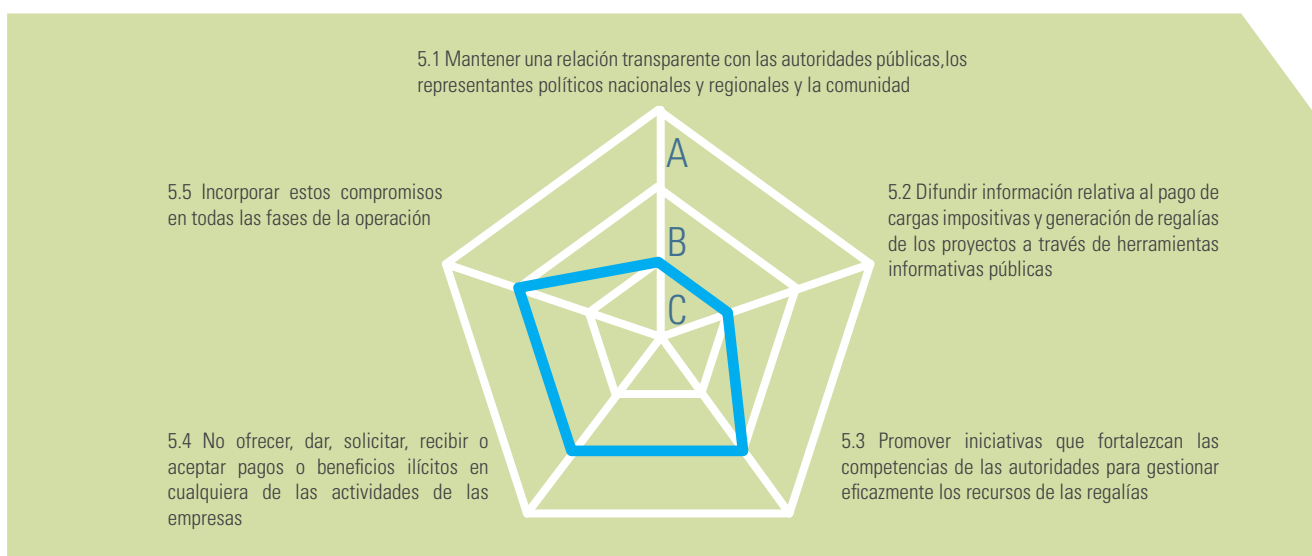 5.1 Mantener una relación transparente con las autoridades públicas,los
representantes políticos nacionales y regionales y la comunidad
A
B
C
5.5 Incorporar estos compromisos
en todas las fases de la operación
5.2 Difundir información relativa al pago de
cargas impositivas y generación de regalías
de los proyectos a través de herramientas
informativas públicas
5.4 No ofrecer, dar, solicitar, recibir o
aceptar pagos o beneficios ilícitos en
cualquiera de las actividades de las
empresas
5.3 Promover iniciativas que fortalezcan las
competencias de las autoridades para gestionar
eficazmente los recursos de las regalías